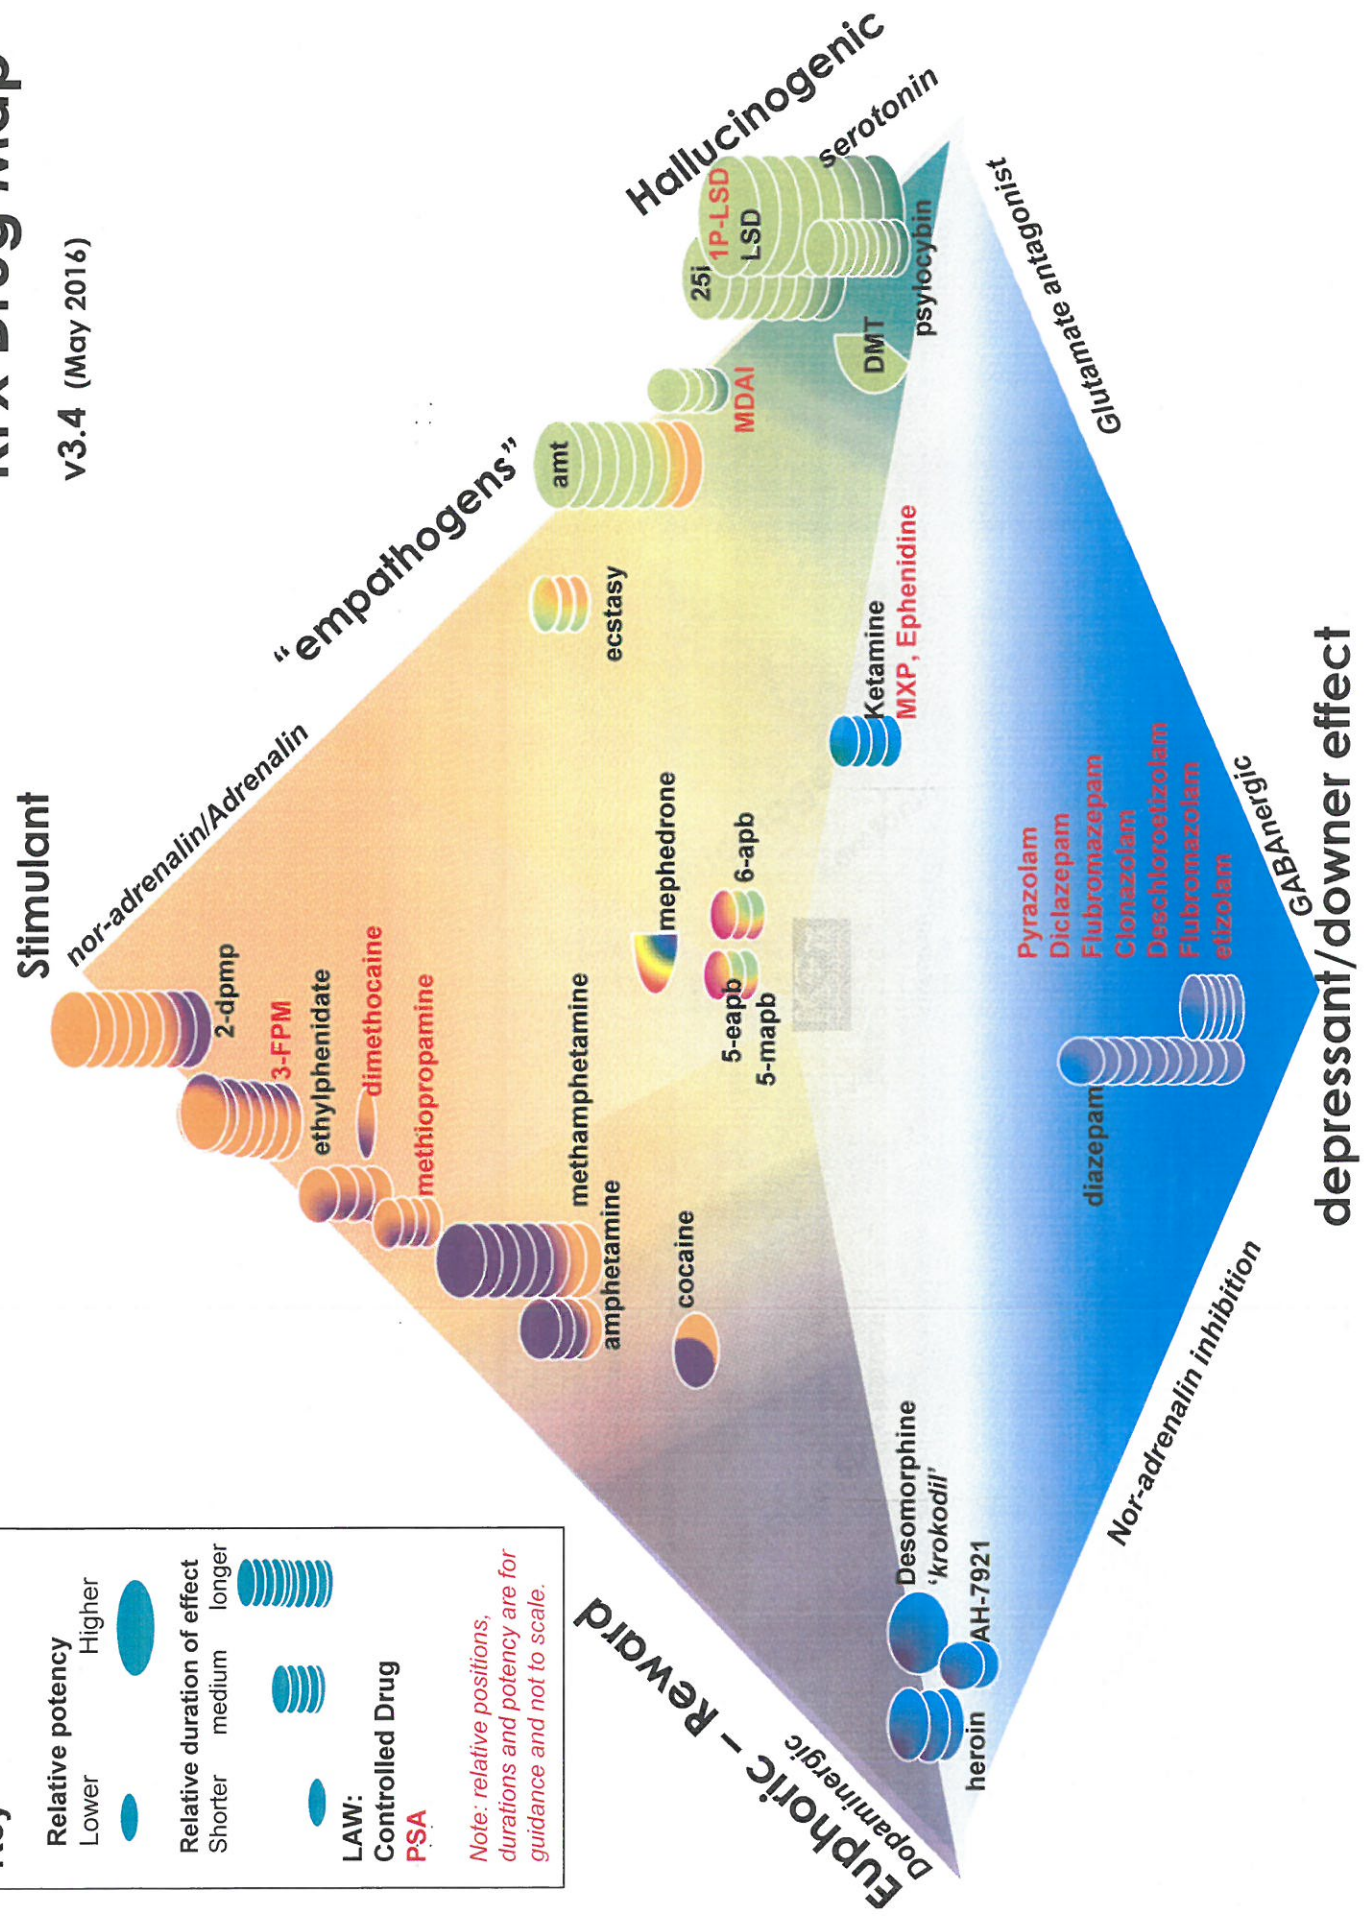 v3.4 (May 2016)
Relative potency
Lower Higher
Relative duration of effect
Shorter medium longer
LAW:
Controlled Drug
PSA
Note: relative positions,
durations and potency are for
guidance and not to scale.
Stimulant
nor-adrenalin/Adrenalin
"empathogens"
Hallucinogenic
serotonin
Euphoric – Reward
Dopaminergic
2-dpmp
3-FPM
ethylphenidate
dimethocaine
methiopropamine
methamphetamine
amphetamine
cocaine
mephedrone
5-eapb
6-apb
5-mapb
ecstasy
amt
MDAI
25i
1P-LSD
LSD
DMT
psylocybin
Ketamine
MXP, Ephenidine
Desomorphine
'krokodil'
AH-7921
heroin
diazepam
Pyrazolam
Diclazepam
Flubromazepam
Clonazolam
Deschloroetizolam
Flubromazolam
etizolam
Nor-adrenalin inhibition
GABAnergic
Glutamate antagonist
depressant/downer effect